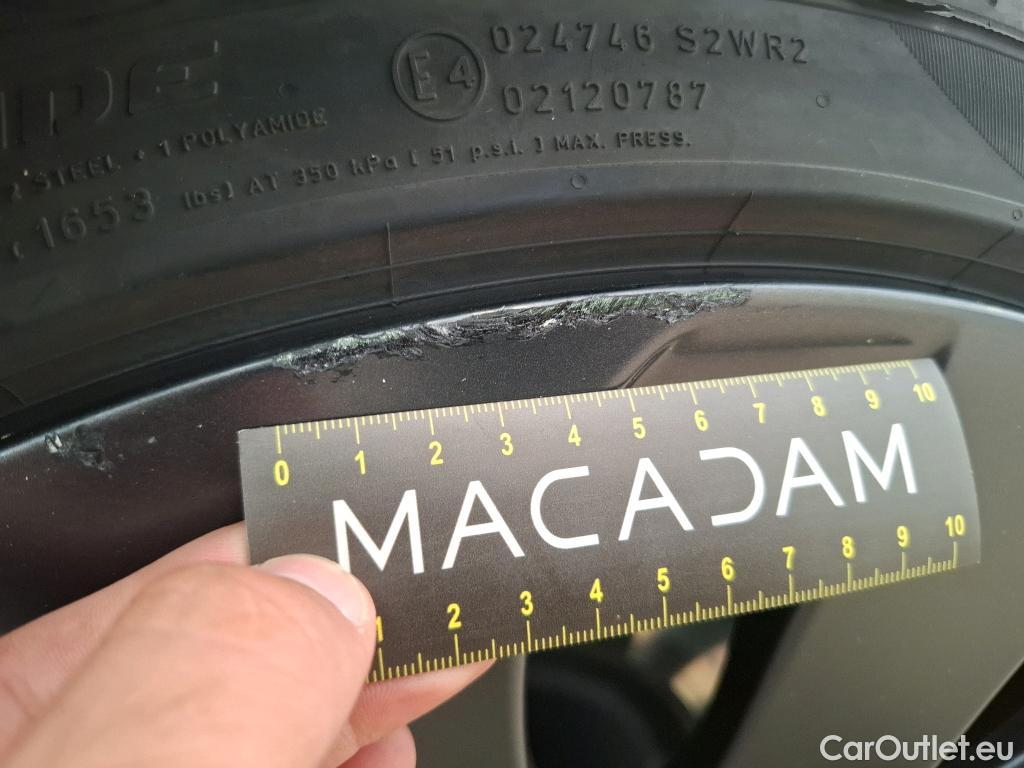 IDE
E4
024746 S2WR2
02120787
2 STEEL + 1 POLYAMIDE
1653 lbs) AT 350 kPa [ 51 p.s.i. ] MAX. PRESS.
0 1 2 3 4 5 6 7 8 9 10
MACADAM
1 2 3 4 5 6 7 8 9 10
CarOutlet.eu